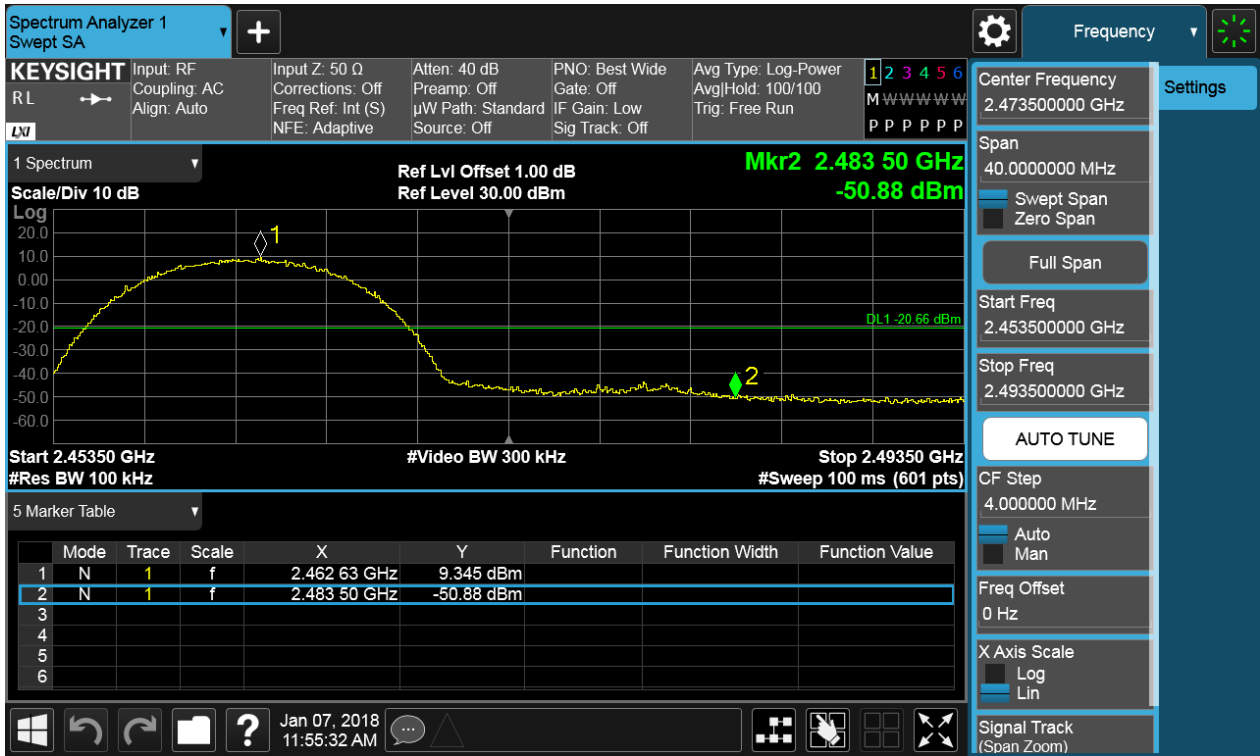 Spectrum Analyzer 1
Swept SA
Frequency
KEYSIGHT
R L
LXI
Input: RF
Coupling: AC
Align: Auto
Input Z: 50 Ω
Corrections: Off
Freq Ref: Int (S)
NFE: Adaptive
Atten: 40 dB
Preamp: Off
µW Path: Standard
Source: Off
PNO: Best Wide
Gate: Off
IF Gain: Low
Sig Track: Off
Avg Type: Log-Power
Avg|Hold: 100/100
Trig: Free Run
1 2 3 4 5 6
M W W W W W
P P P P P P
1 Spectrum
Scale/Div 10 dB
Ref Lvl Offset 1.00 dB
Ref Level 30.00 dBm
Mkr2 2.483 50 GHz
-50.88 dBm
Log
20.0
10.0
0.00
-10.0
-20.0
-30.0
-40.0
-50.0
-60.0
1
DL1 -20.66 dBm
2
Start 2.45350 GHz
#Res BW 100 kHz
#Video BW 300 kHz
Stop 2.49350 GHz
#Sweep 100 ms (601 pts)
5 Marker Table
Mode Trace Scale X Y Function Function Width Function Value
1 N 1 f 2.462 63 GHz 9.345 dBm
2 N 1 f 2.483 50 GHz -50.88 dBm
3
4
5
6
Jan 07, 2018
11:55:32 AM
Center Frequency
2.473500000 GHz
Span
40.0000000 MHz
Swept Span
Zero Span
Full Span
Start Freq
2.453500000 GHz
Stop Freq
2.493500000 GHz
AUTO TUNE
CF Step
4.000000 MHz
Auto
Man
Freq Offset
0 Hz
X Axis Scale
Log
Lin
Signal Track
(Span Zoom)
Settings